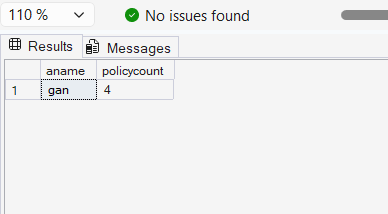 110 % No issues found
Results Messages
aname policycount
1 gan 4